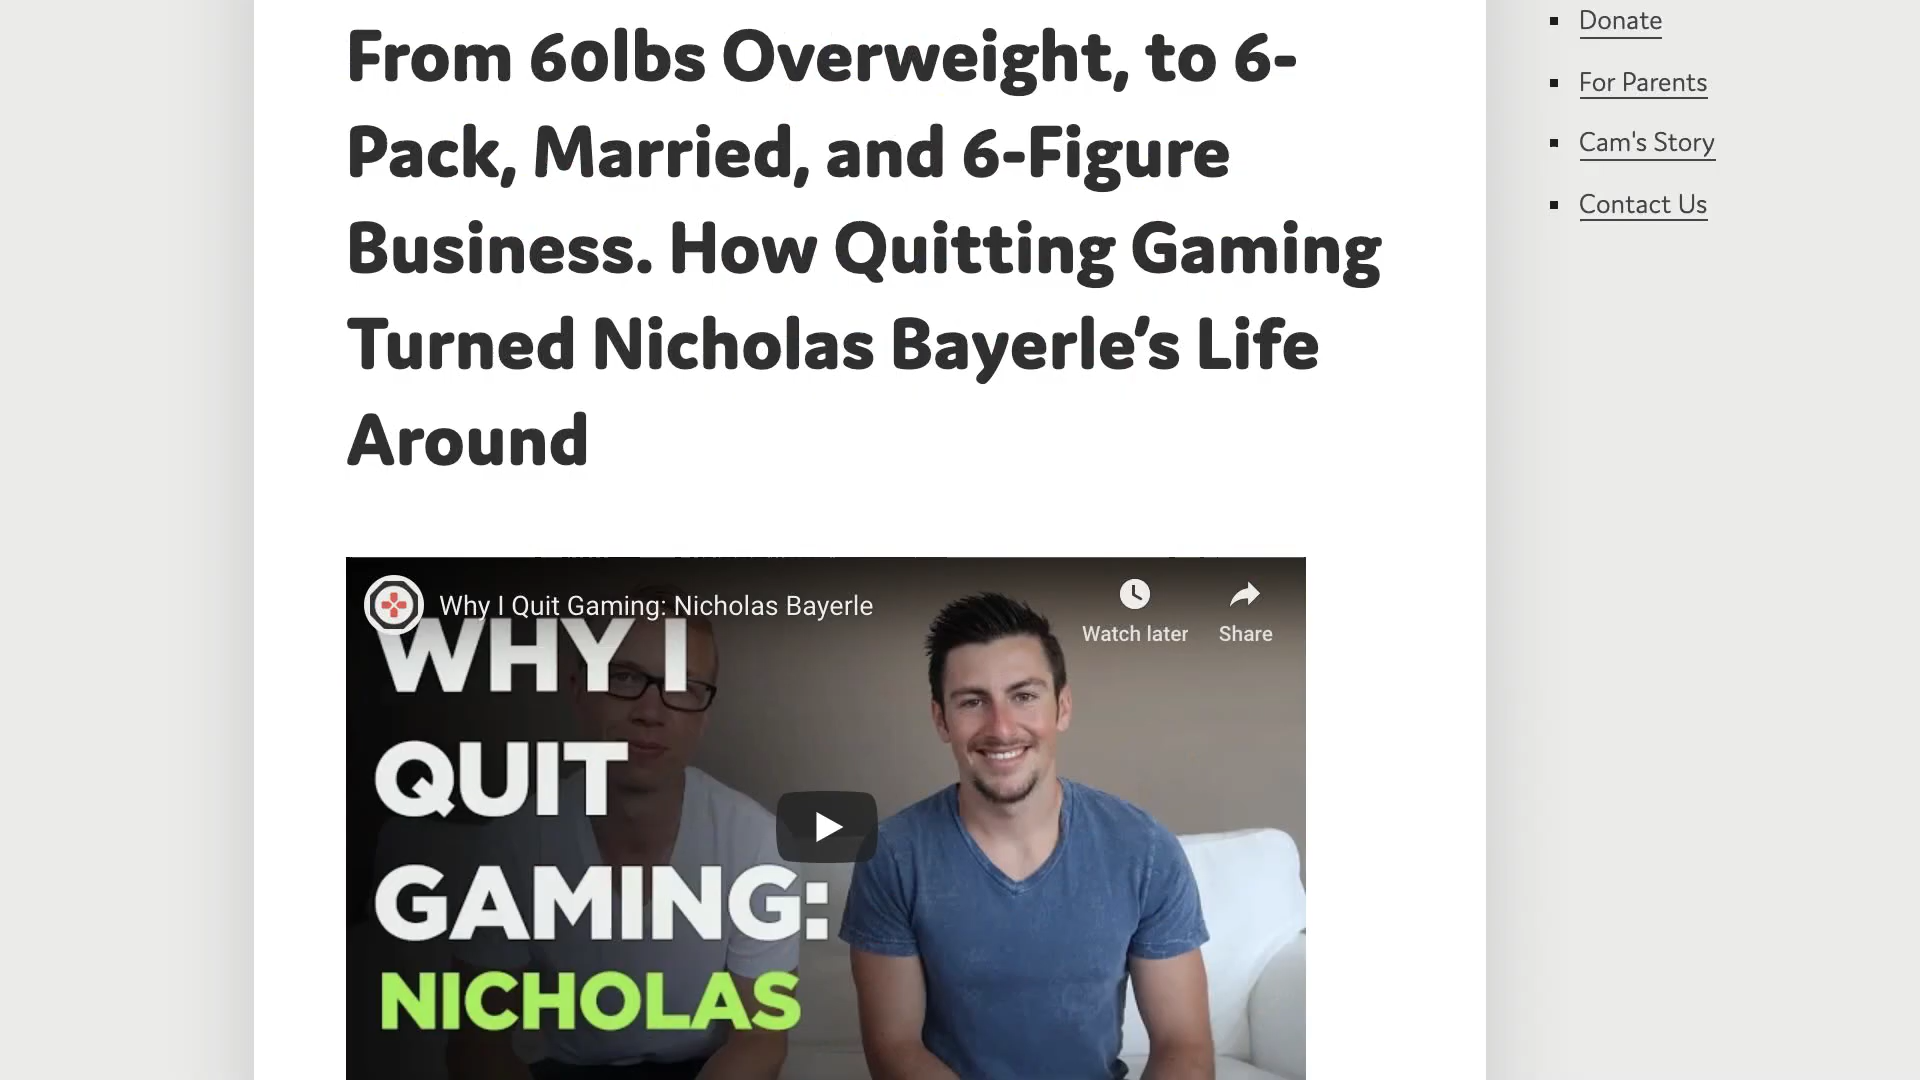 From 60lbs Overweight, to 6-
Pack, Married, and 6-Figure
Business. How Quitting Gaming
Turned Nicholas Bayerle’s Life
Around
Why I Quit Gaming: Nicholas Bayerle
Watch later
Share
WHY I
QUIT
GAMING:
NICHOLAS
Donate
For Parents
Cam's Story
Contact Us